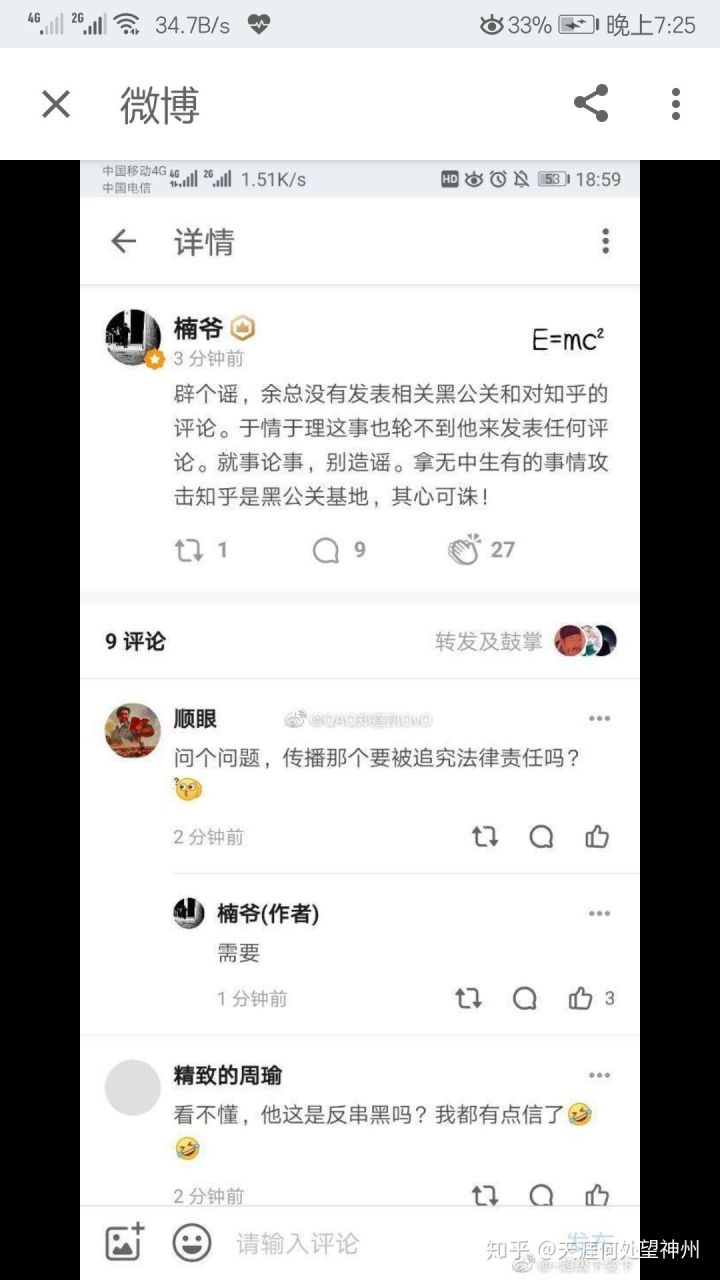 4G 2G 34.7B/s 33% 晚上7:25
微博
中国移动4G 4G 2G 1.51K/s HD 53 18:59
中国电信
详情
楠爷
E=mc²
3 分钟前
辟个谣，余总没有发表相关黑公关和对知乎的
评论。于情于理这事也轮不到他来发表任何评
论。就事论事，别造谣。拿无中生有的事情攻
击知乎是黑公关基地，其心可诛！
1 9 27
9 评论 转发及鼓掌
顺眼
问个问题，传播那个要被追究法律责任吗？
2 分钟前
楠爷(作者)
需要
1 分钟前 3
精致的周瑜
看不懂，他这是反串黑吗？我都有点信了
2 分钟前
请输入评论 发布
知乎 @天涯何处望神州